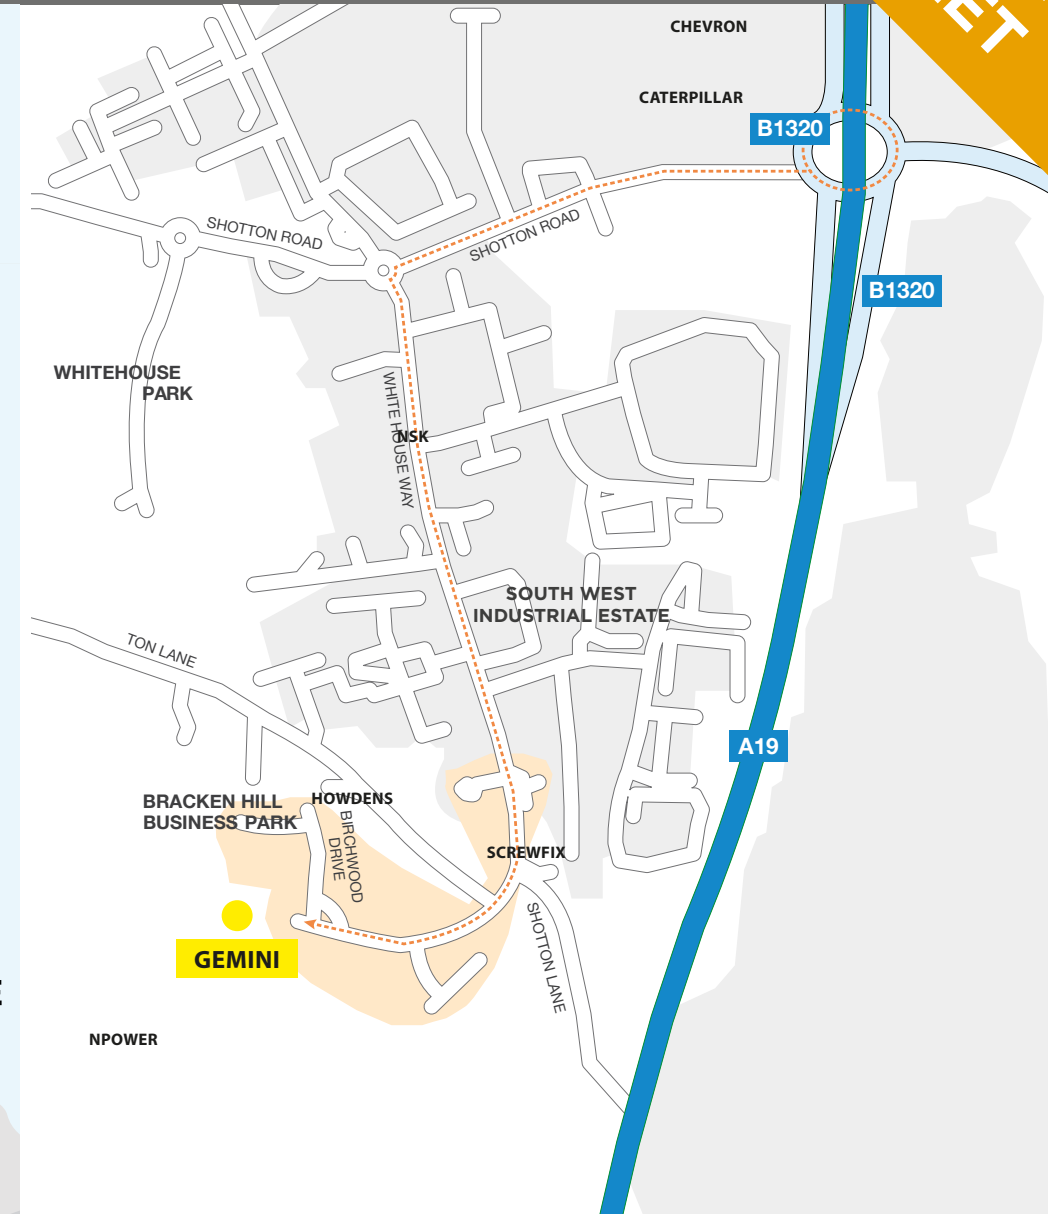 CHEVRON
ET
CATERPILLAR
B1320
SHOTTON ROAD
SHOTTON ROAD
B1320
WHITEHOUSE
PARK
WHITE HOUSE WAY
NSK
SOUTH WEST
INDUSTRIAL ESTATE
TON LANE
A19
BRACKEN HILL
BUSINESS PARK
HOWDENS
BIRCHWOOD
DRIVE
SCREWFIX
SHOTTON LANE
GEMINI
NPOWER